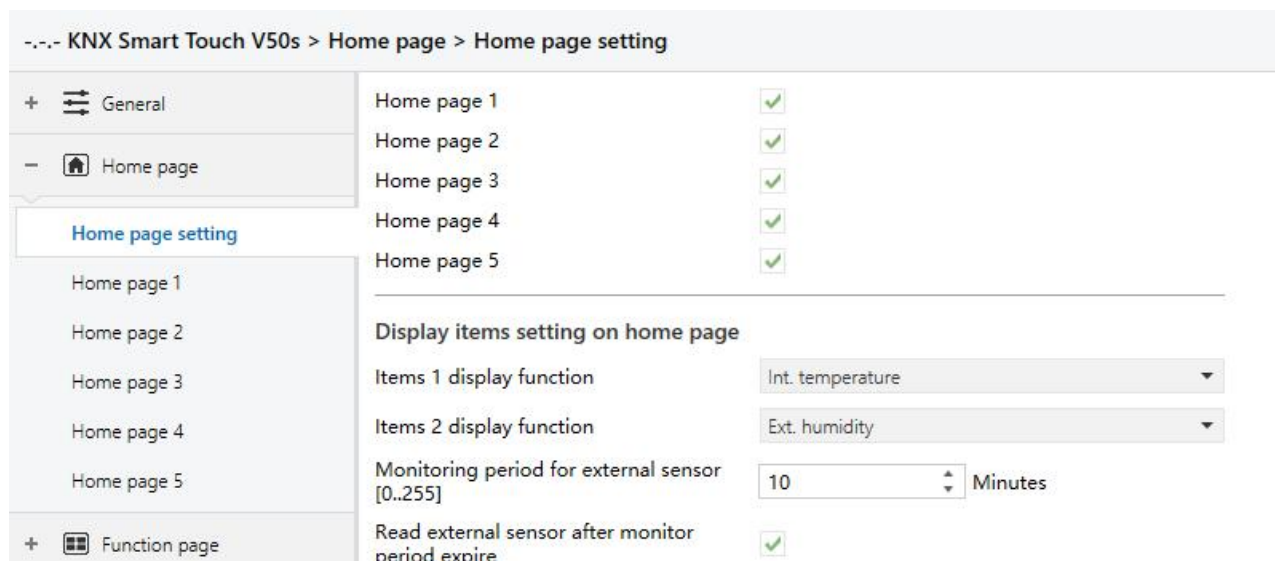 -.-.- KNX Smart Touch V50s > Home page > Home page setting
+ General
− Home page
Home page setting
Home page 1
Home page 2
Home page 3
Home page 4
Home page 5
+ Function page
Home page 1
Home page 2
Home page 3
Home page 4
Home page 5
Display items setting on home page
Items 1 display function Int. temperature
Items 2 display function Ext. humidity
Monitoring period for external sensor
[0..255] 10 Minutes
Read external sensor after monitor
period expire